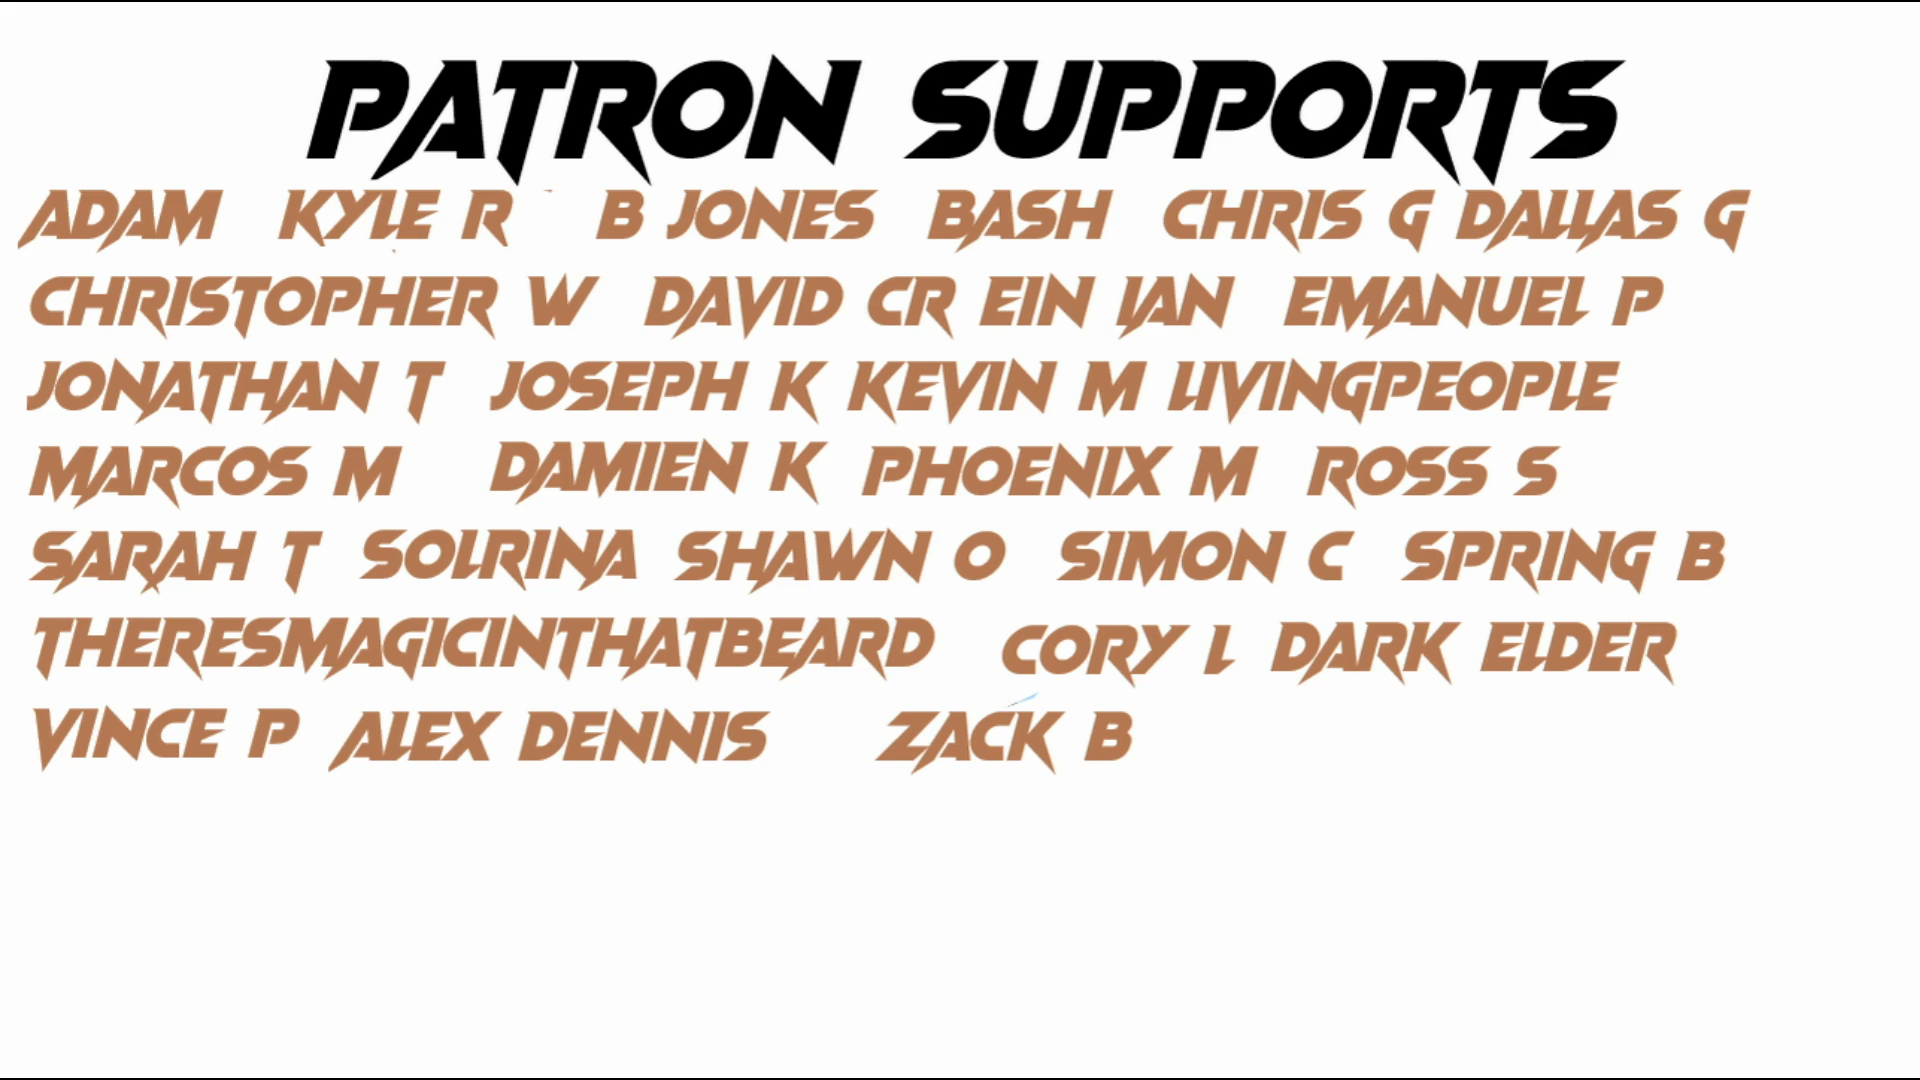 PATRON SUPPORTS
ADAM KYLE R B JONES BASH CHRIS G DALLAS G
CHRISTOPHER W DAVID CR EIN IAN EMANUEL P
JONATHAN T JOSEPH K KEVIN M LIVINGPEOPLE
MARCOS M DAMIEN K PHOENIX M ROSS S
SARAH T SOLRINA SHAWN O SIMON C SPRING B
THERESMAGICINTHATBEARD CORY L DARK ELDER
VINCE P ALEX DENNIS ZACK B